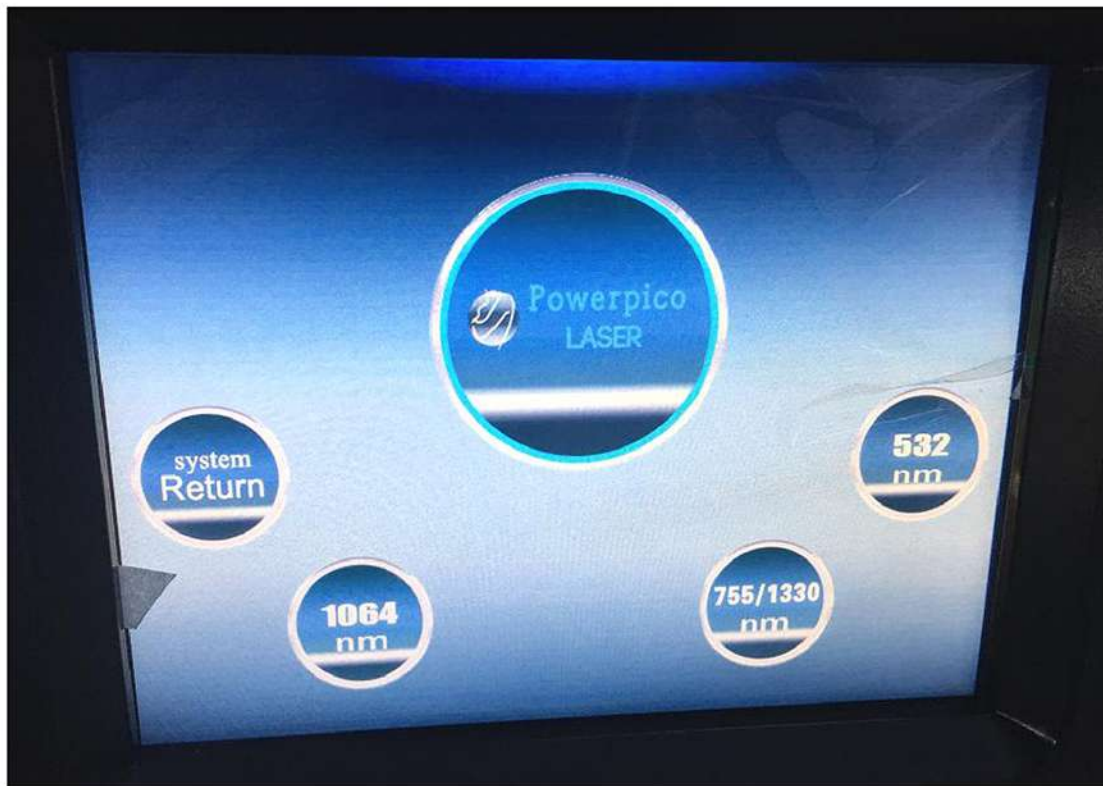 Powerpico
LASER
system
Return
532
nm
1064
nm
755/1330
nm